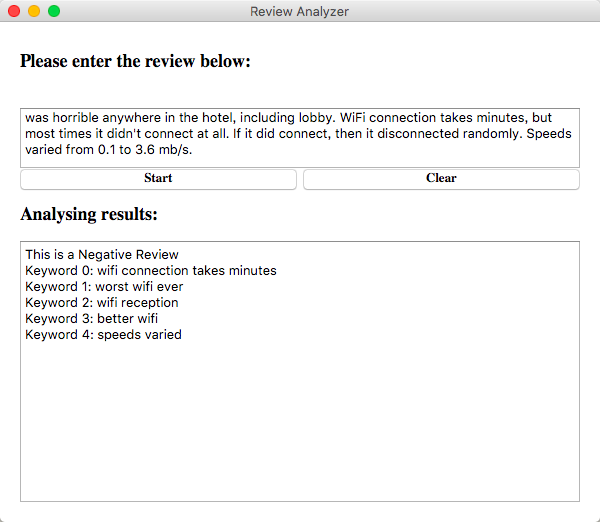 Review Analyzer
Please enter the review below:
was horrible anywhere in the hotel, including lobby. WiFi connection takes minutes, but
most times it didn't connect at all. If it did connect, then it disconnected randomly. Speeds
varied from 0.1 to 3.6 mb/s.
Start Clear
Analysing results:
This is a Negative Review
Keyword 0: wifi connection takes minutes
Keyword 1: worst wifi ever
Keyword 2: wifi reception
Keyword 3: better wifi
Keyword 4: speeds varied